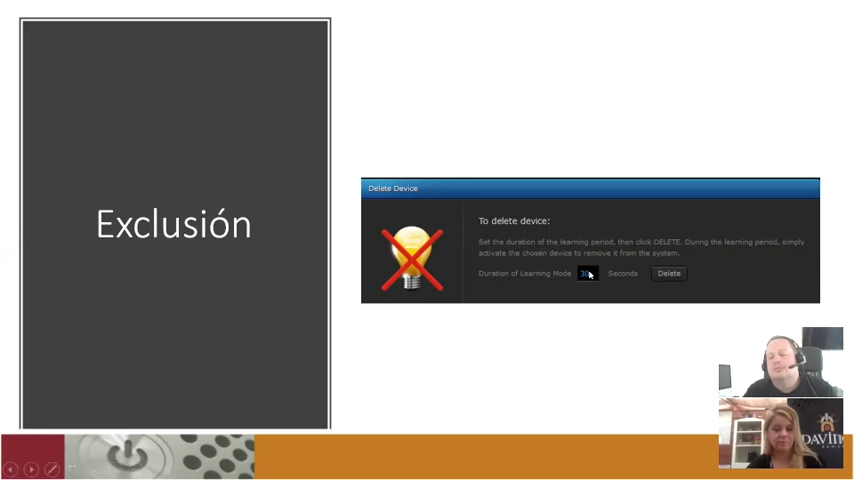 Exclusión
Delete Device
To delete device:
Set the duration of the learning period, then click DELETE. During the learning period, simply
activate the chosen device to remove it from the system.
Duration of Learning Mode 30 Seconds Delete